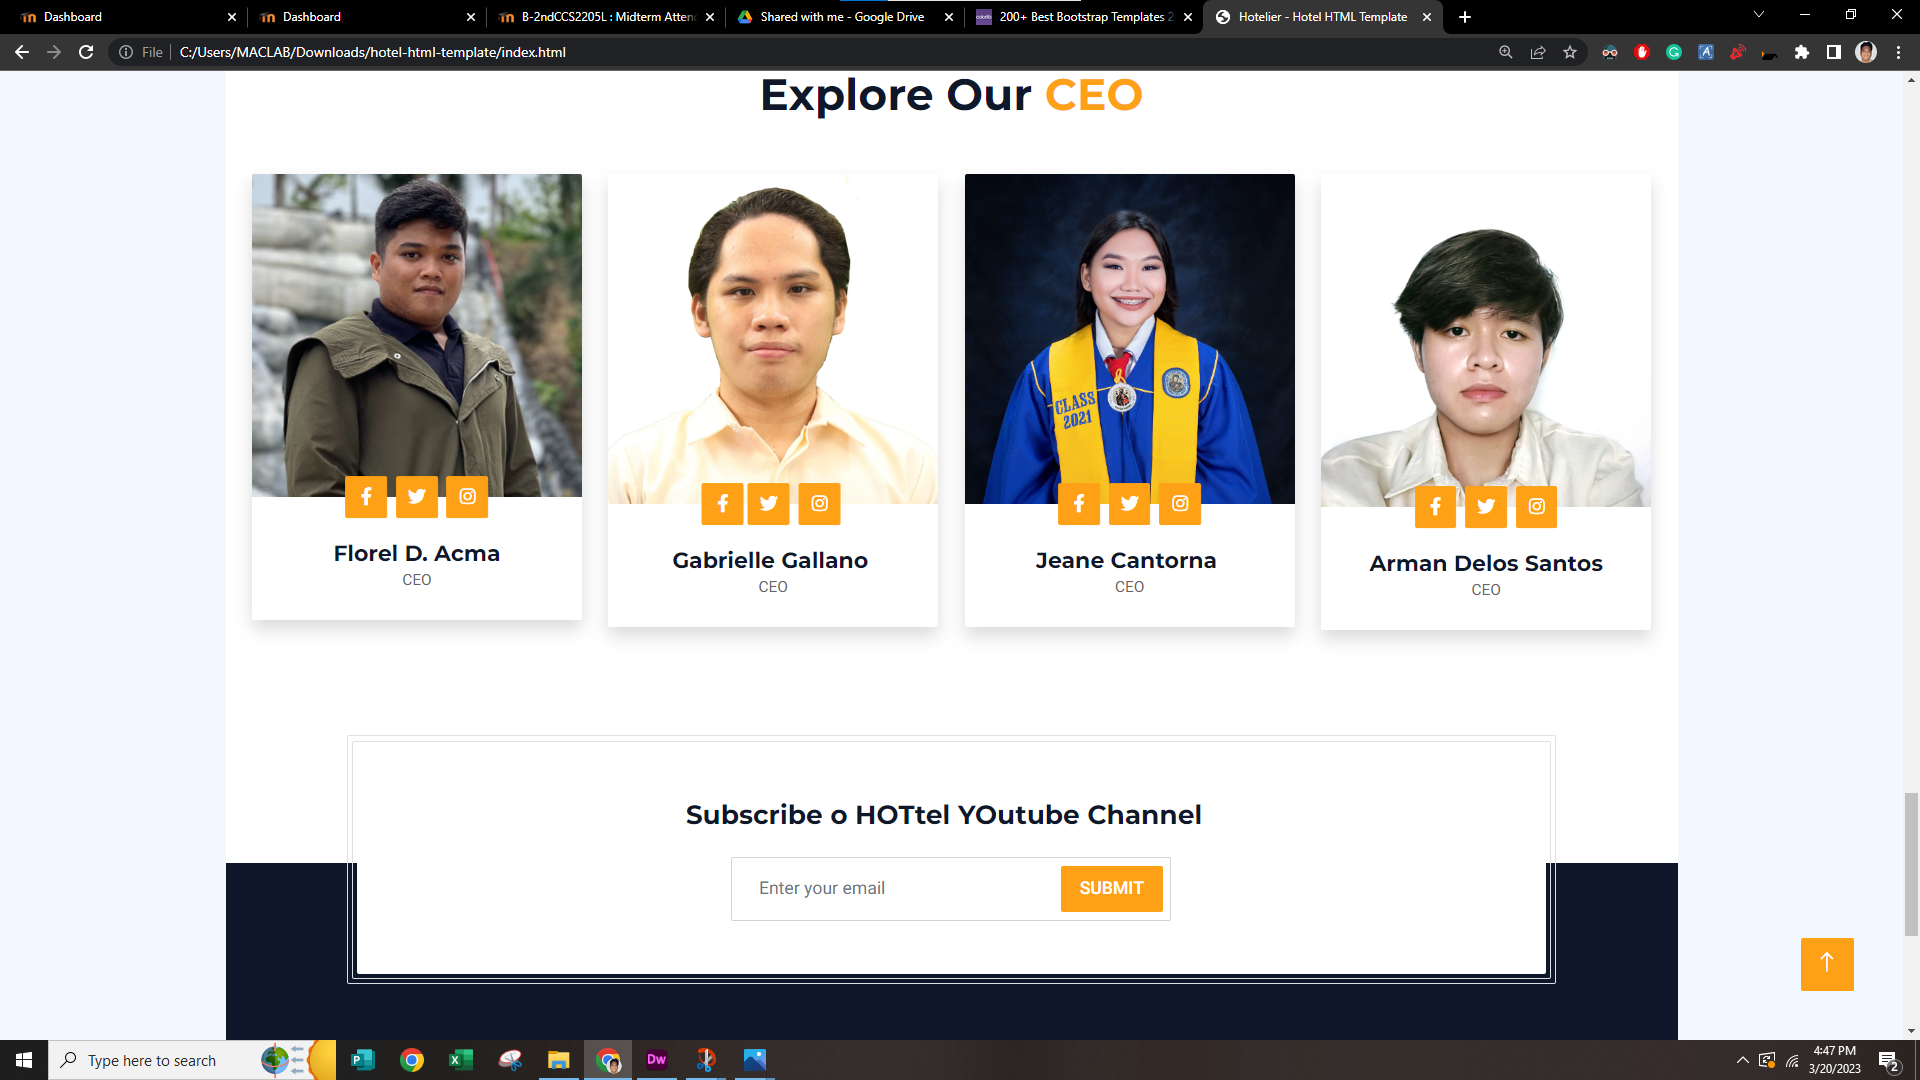 Dashboard
Dashboard
B-2ndCCS2205L : Midterm Atten
Shared with me - Google Drive
200+ Best Bootstrap Templates 2
Hotelier - Hotel HTML Template
File
C:/Users/MACLAB/Downloads/hotel-html-template/index.html
Explore Our CEO
CLASS
2021
Florel D. Acma
CEO
Gabrielle Gallano
CEO
Jeane Cantorna
CEO
Arman Delos Santos
CEO
Subscribe o HOTtel YOutube Channel
Enter your email
SUBMIT
Type here to search
Dw
4:47 PM
3/20/2023
2